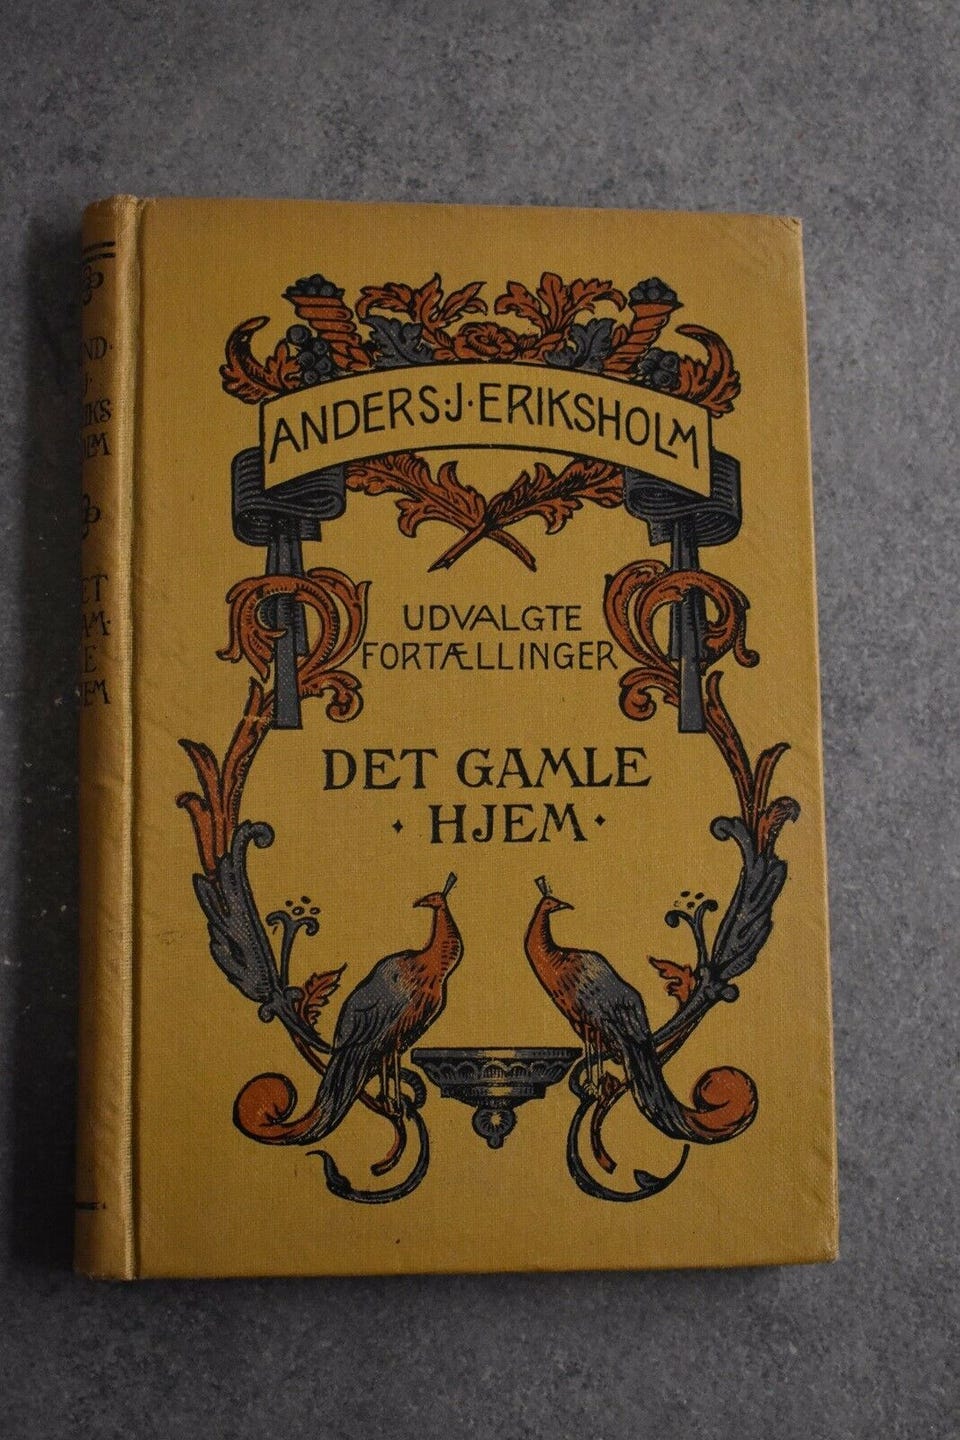 ANDERS·J·ERIKSHOLM
UDVALGTE
FORTÆLLINGER
DET GAMLE
· HJEM ·